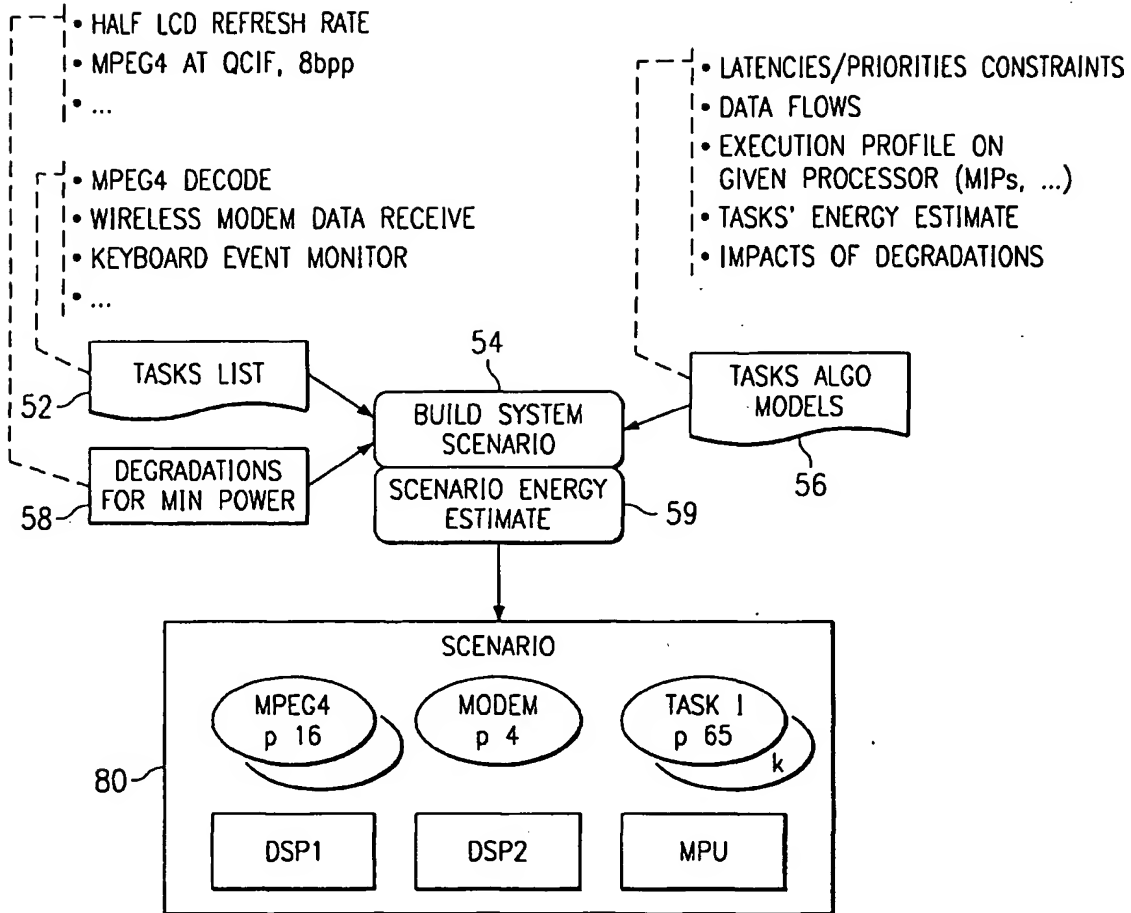 • HALF LCD REFRESH RATE
• MPEG4 AT QCIF, 8bpp
• ...
• MPEG4 DECODE
• WIRELESS MODEM DATA RECEIVE
• KEYBOARD EVENT MONITOR
• ...
• LATENCIES/PRIORITIES CONSTRAINTS
• DATA FLOWS
• EXECUTION PROFILE ON
GIVEN PROCESSOR (MIPs, ...)
• TASKS' ENERGY ESTIMATE
• IMPACTS OF DEGRADATIONS
TASKS LIST
52
DEGRADATIONS
FOR MIN POWER
58
54
BUILD SYSTEM
SCENARIO
SCENARIO ENERGY
ESTIMATE
59
TASKS ALGO
MODELS
56
SCENARIO
MPEG4
p 16
MODEM
p 4
TASK I
p 65
k
80
DSP1
DSP2
MPU